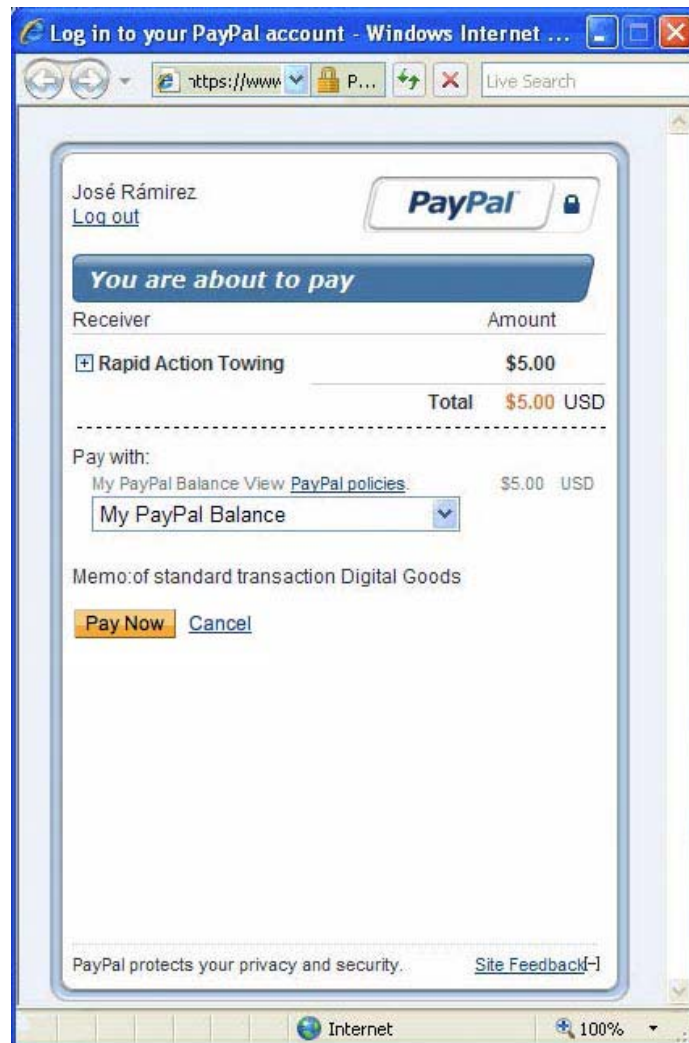 Log in to your PayPal account - Windows Internet ...
https://www P... Live Search
José Rámirez
Log out
PayPal
You are about to pay
Receiver Amount
Rapid Action Towing $5.00
Total $5.00 USD
Pay with:
My PayPal Balance View PayPal policies. $5.00 USD
My PayPal Balance
Memo:of standard transaction Digital Goods
Pay Now Cancel
PayPal protects your privacy and security. Site Feedback[-]
Internet 100%